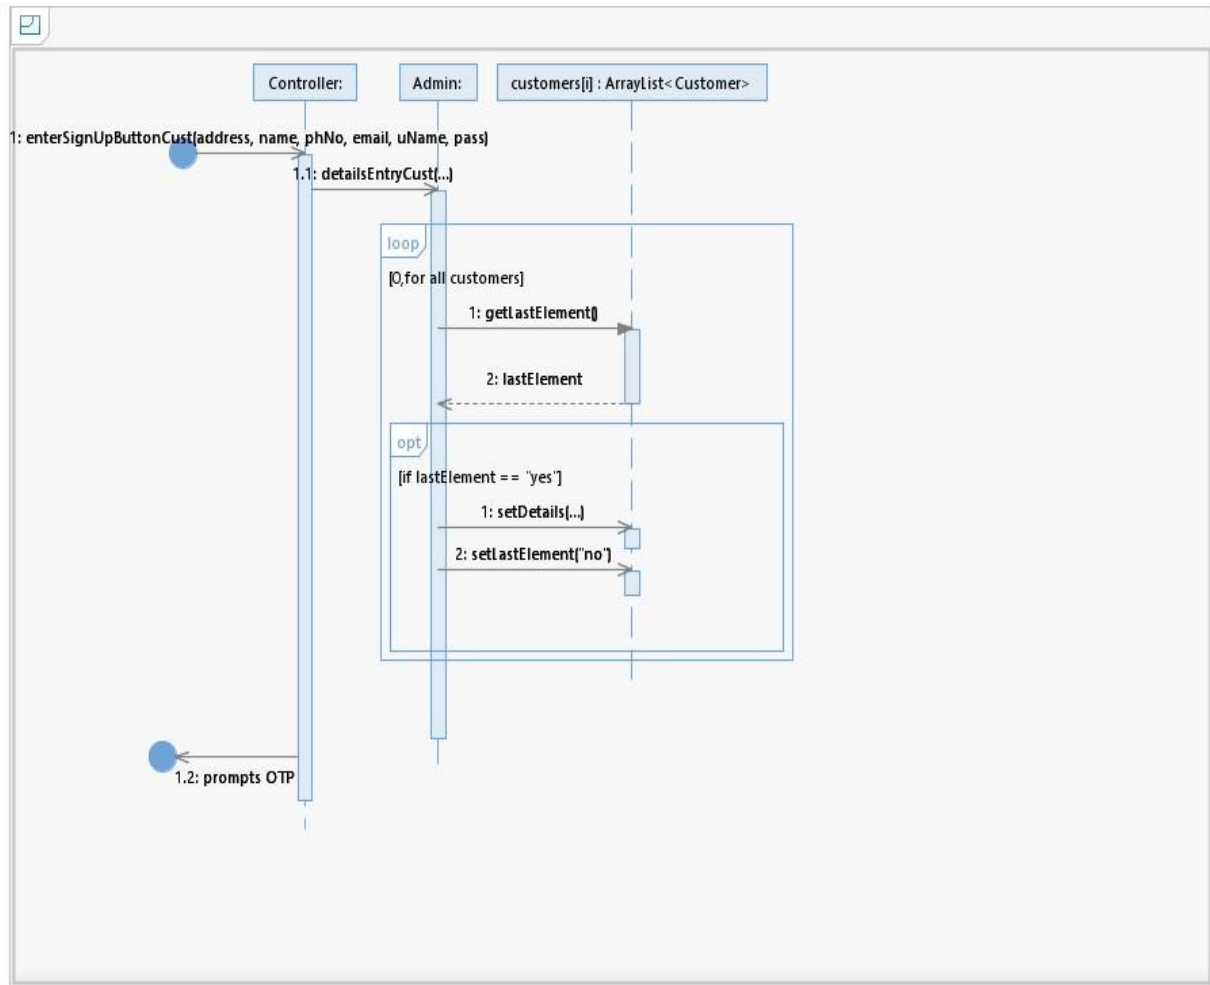 Controller:
Admin:
customers[i] : ArrayList< Customer>
1: enterSignUpButtonCust(address, name, phNo, email, uName, pass)
1.1: detailsEntryCust(...)
loop
[0,for all customers]
1: getLastElement()
2: lastElement
opt
[if lastElement == "yes"]
1: setDetails(...)
2: setLastElement("no")
1.2: prompts OTP